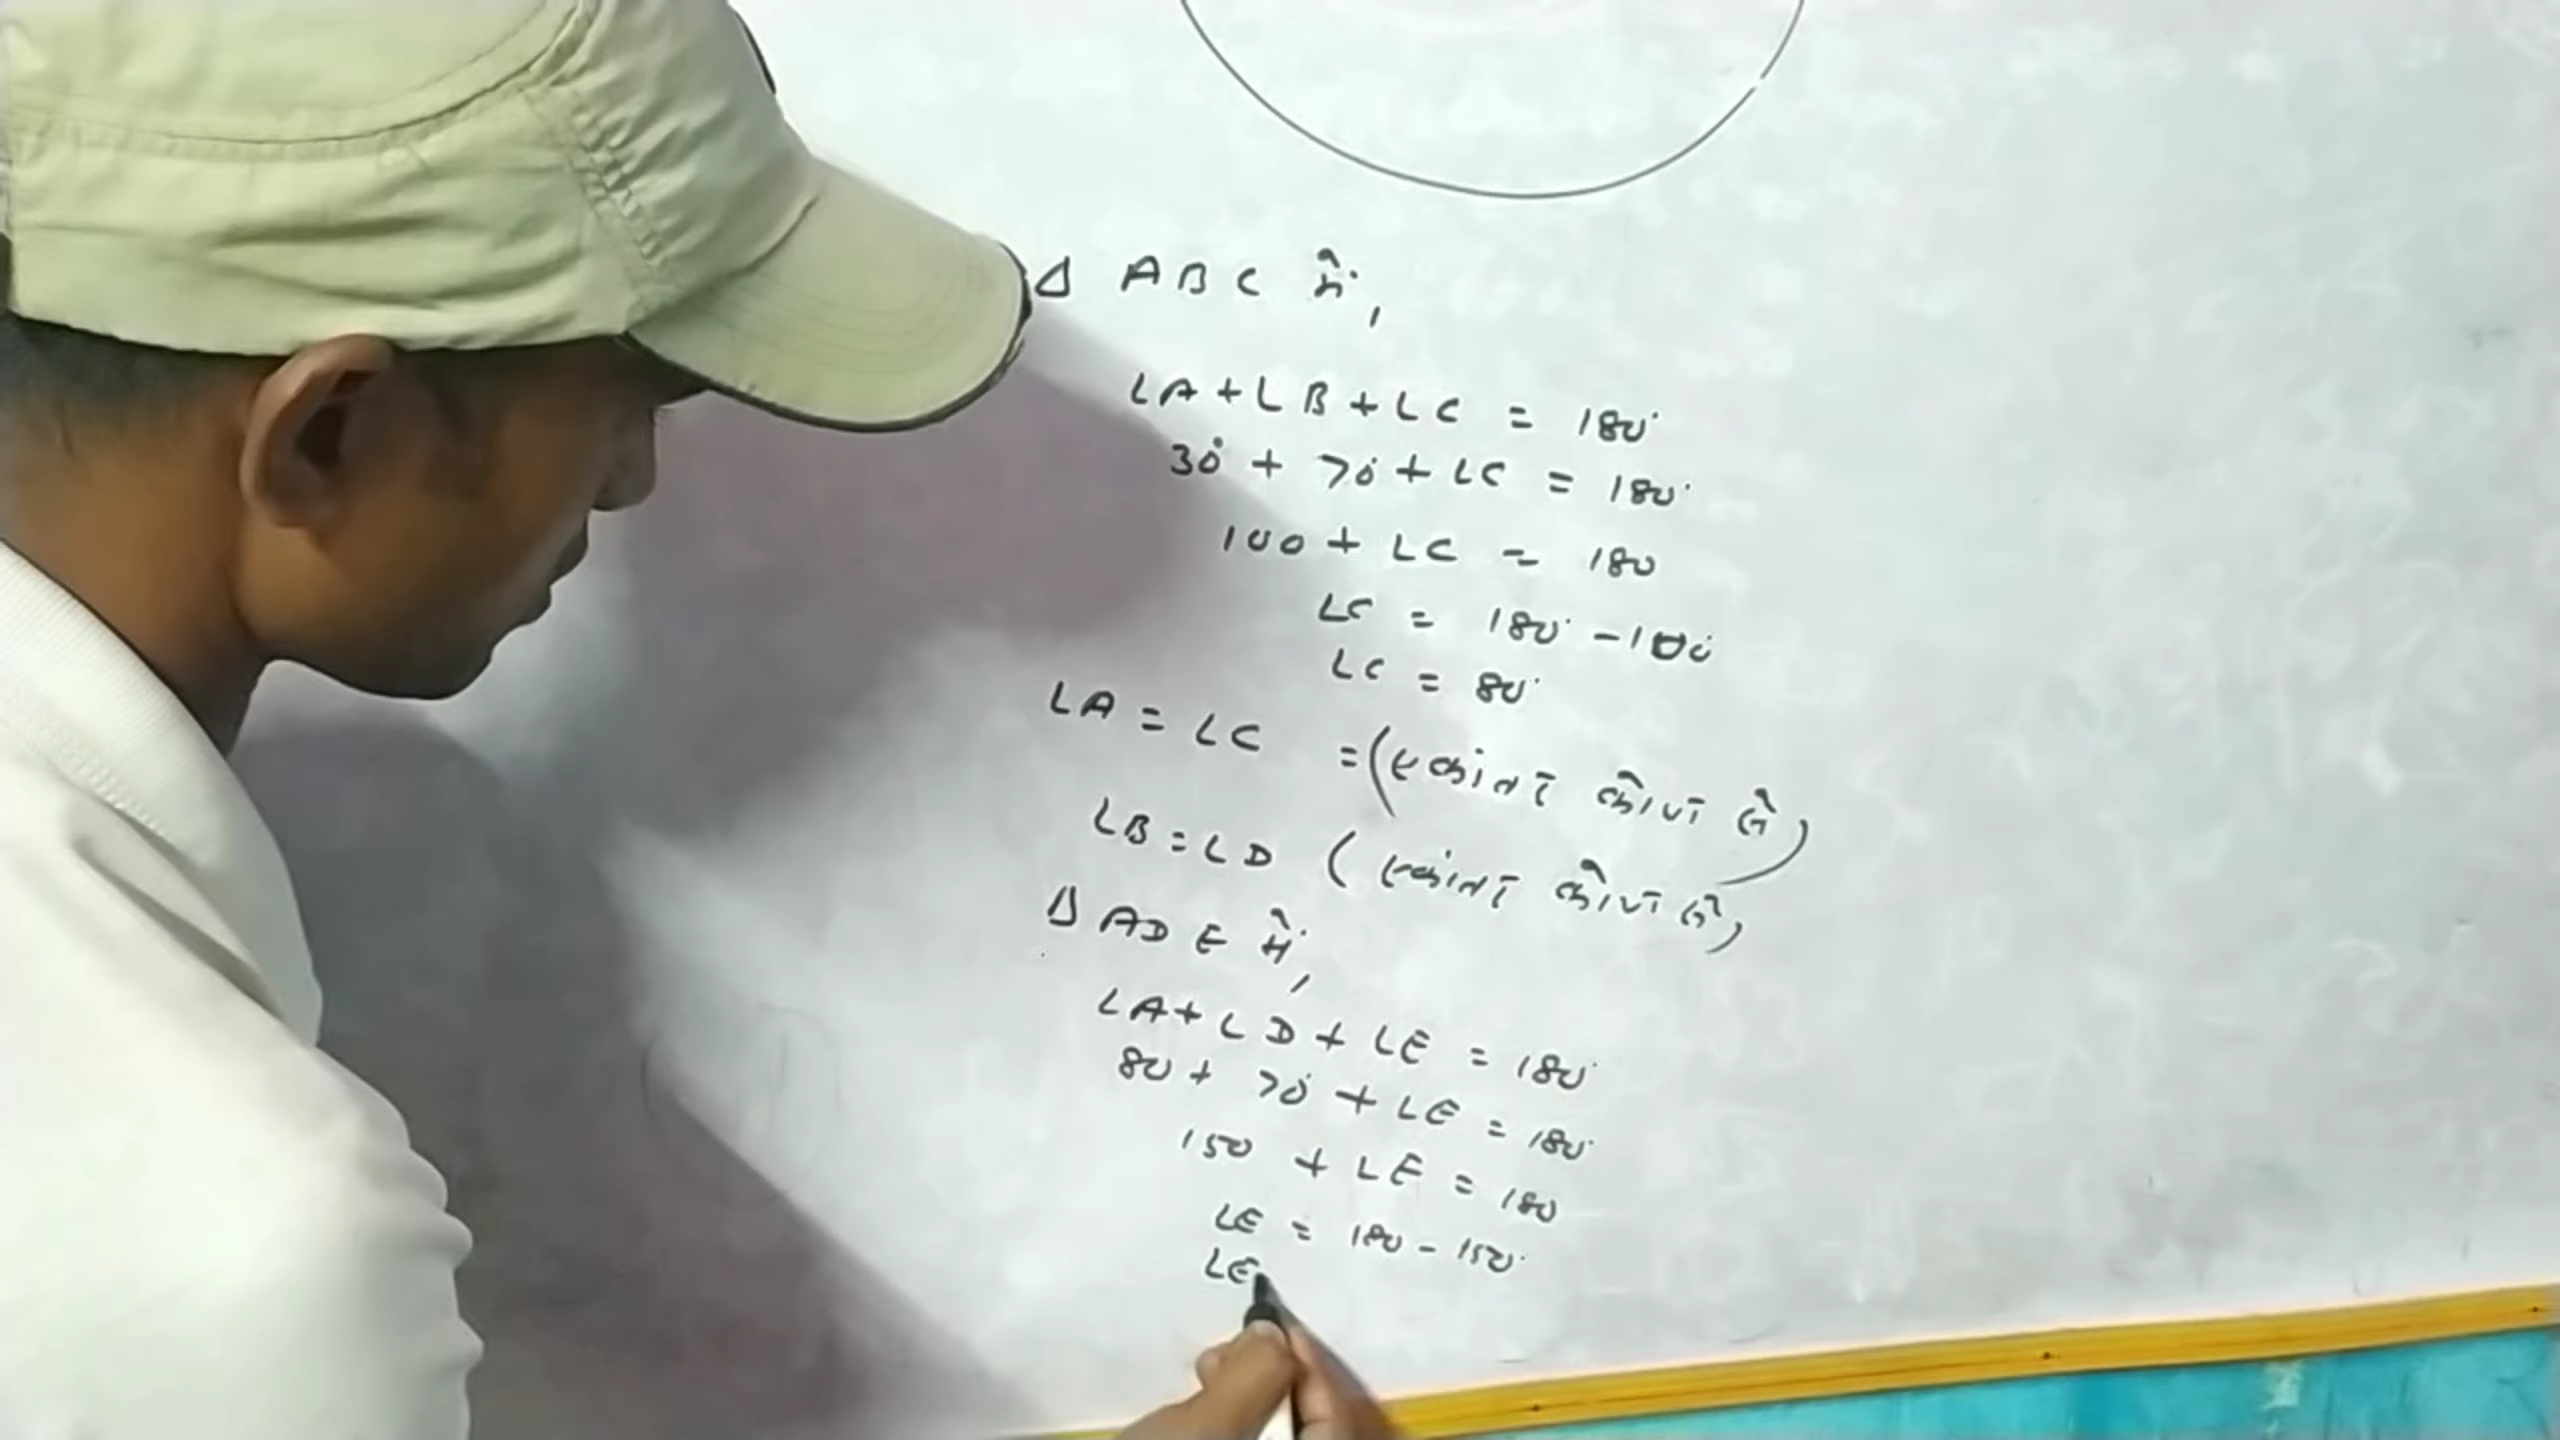 Δ ABC में,
∠A + ∠B + ∠C = 180°
30° + 70° + ∠C = 180°
100 + ∠C = 180
∠C = 180° - 100°
∠C = 80°
∠A = ∠C = (एकांतर कोण से)
∠B = ∠D (एकांतर कोण से)
Δ ADE में,
∠A + ∠D + ∠E = 180°
80 + 70° + ∠E = 180°
150 + ∠E = 180
∠E = 180 - 150°
∠E